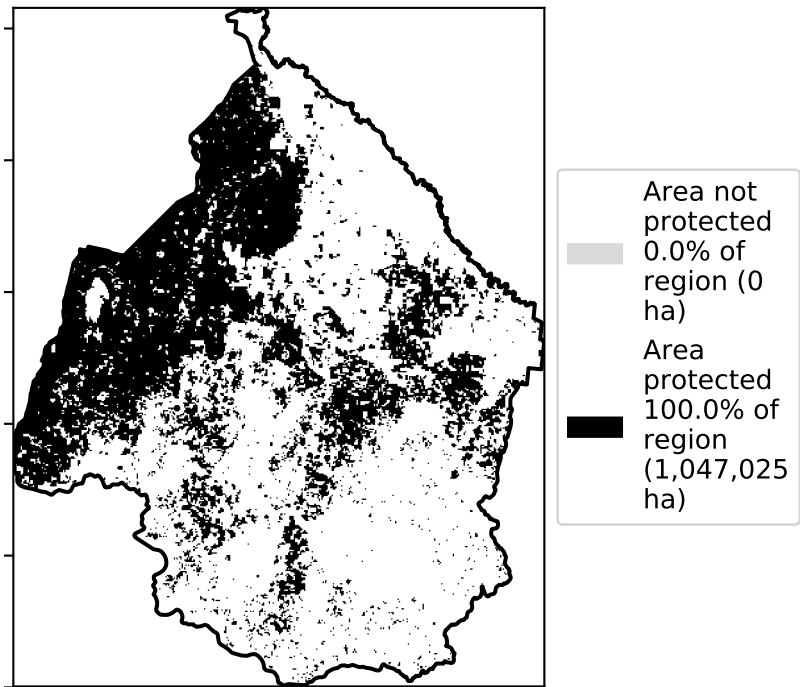 Area not
protected
0.0% of
region (0
ha)
Area
protected
100.0% of
region
(1,047,025
ha)